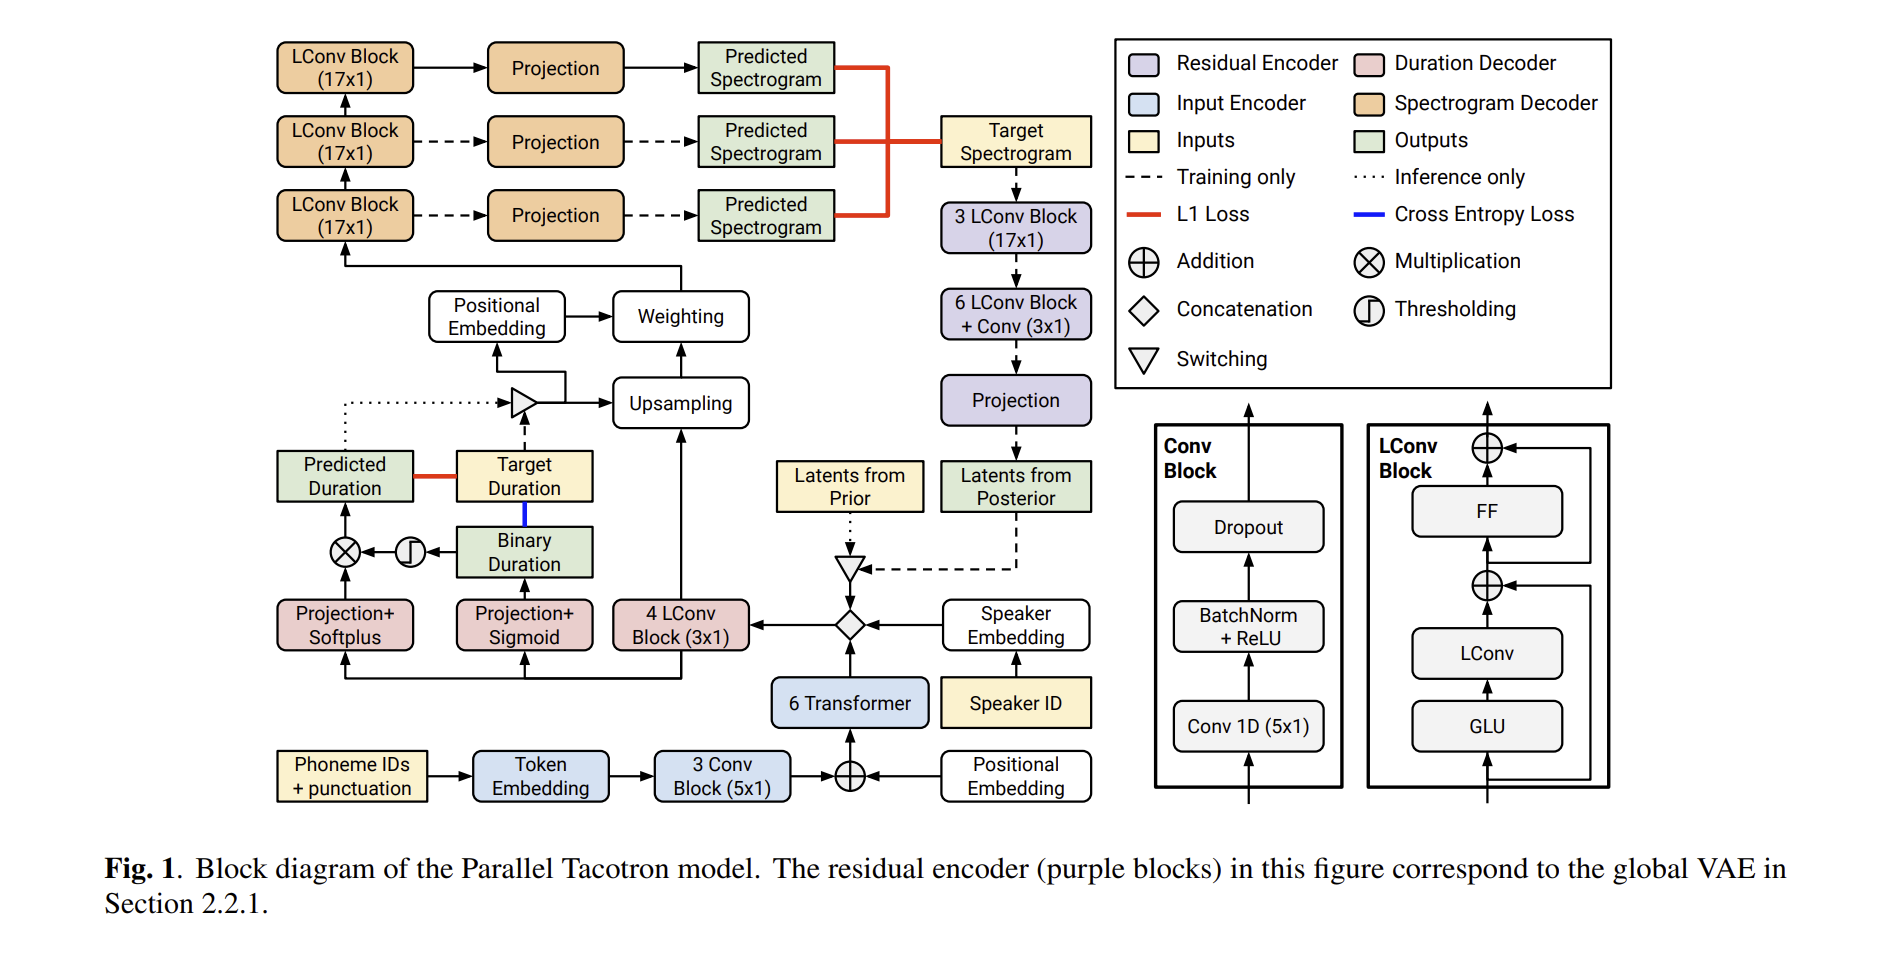 LConv Block
(17x1)
Projection
Predicted
Spectrogram
LConv Block
(17x1)
Projection
Predicted
Spectrogram
Target
Spectrogram
LConv Block
(17x1)
Projection
Predicted
Spectrogram
3 LConv Block
(17x1)
Positional
Embedding
Weighting
6 LConv Block
+ Conv (3x1)
Upsampling
Projection
Predicted
Duration
Target
Duration
Latents from
Prior
Latents from
Posterior
Binary
Duration
Projection+
Softplus
Projection+
Sigmoid
4 LConv
Block (3x1)
Speaker
Embedding
6 Transformer
Speaker ID
Phoneme IDs
+ punctuation
Token
Embedding
3 Conv
Block (5x1)
Positional
Embedding
Residual Encoder
Duration Decoder
Input Encoder
Spectrogram Decoder
Inputs
Outputs
Training only
Inference only
L1 Loss
Cross Entropy Loss
Addition
Multiplication
Concatenation
Thresholding
Switching
Conv
Block
Dropout
BatchNorm
+ ReLU
Conv 1D (5x1)
LConv
Block
FF
LConv
GLU
Fig. 1. Block diagram of the Parallel Tacotron model. The residual encoder (purple blocks) in this figure correspond to the global VAE in
Section 2.2.1.